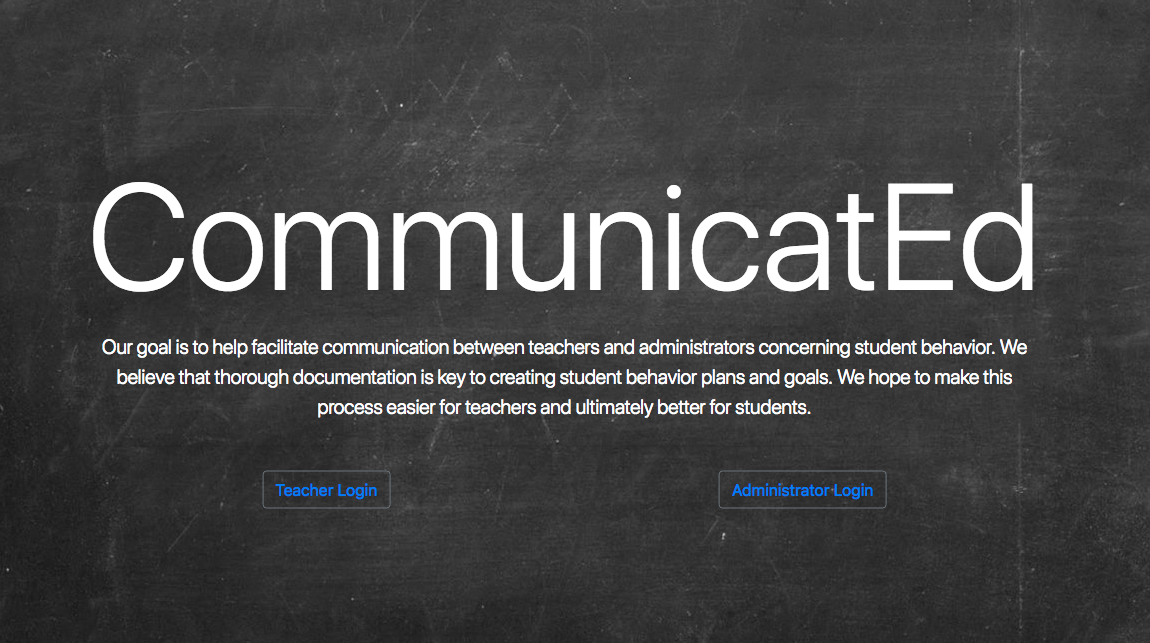 CommunicatEd
Our goal is to help facilitate communication between teachers and administrators concerning student behavior. We
believe that thorough documentation is key to creating student behavior plans and goals. We hope to make this
process easier for teachers and ultimately better for students.
Teacher Login
Administrator Login